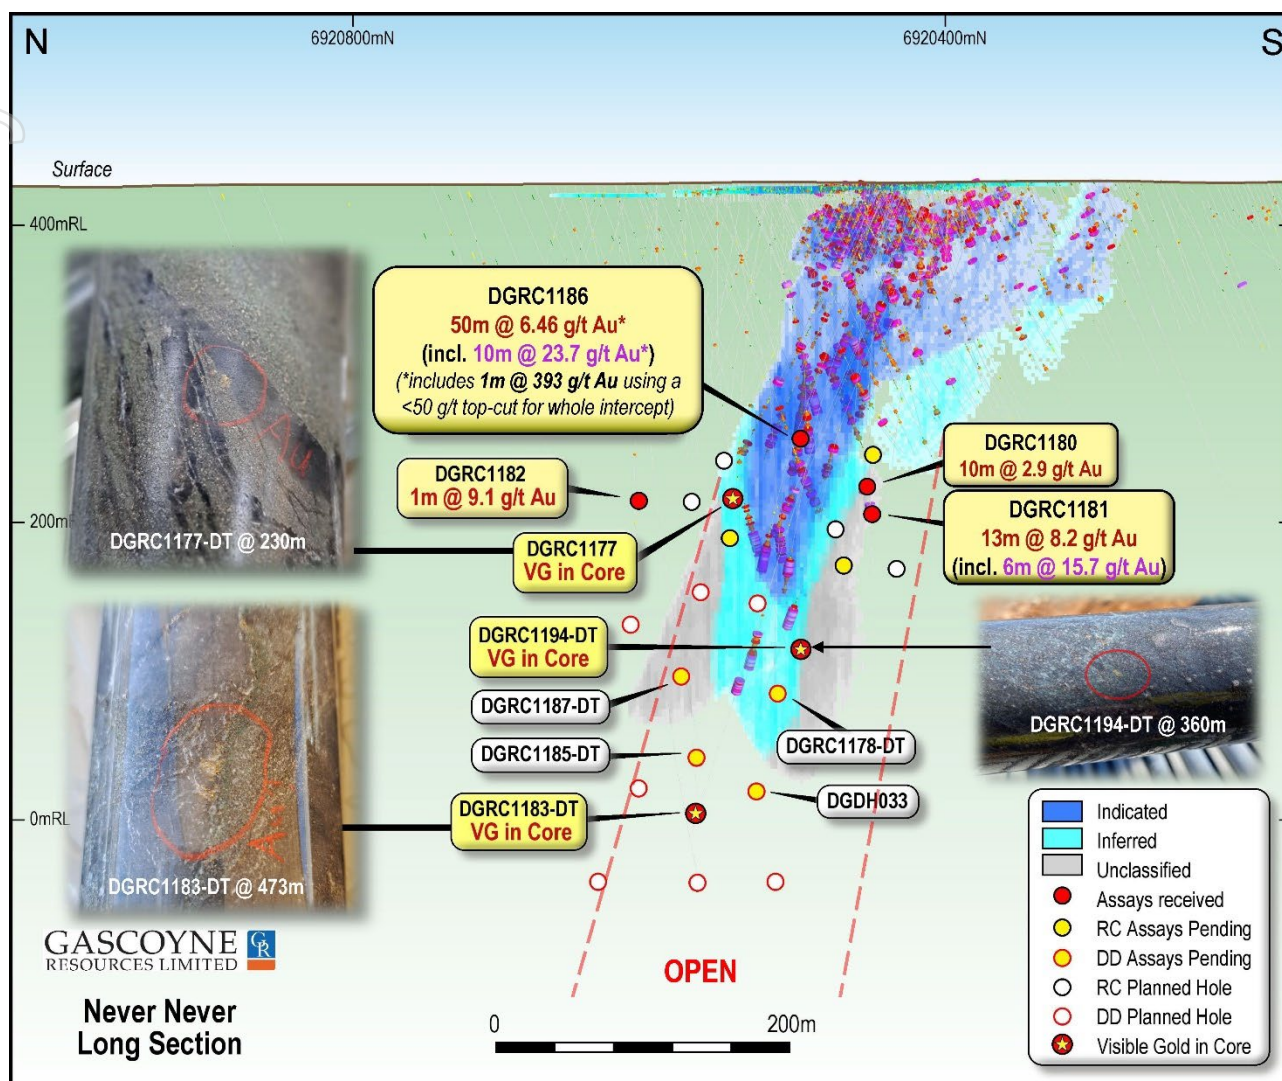 N
6920800mN
6920400mN
S
Surface
400mRL
DGRC1186
50m @ 6.46 g/t Au*
(incl. 10m @ 23.7 g/t Au*)
(*includes 1m @ 393 g/t Au using a
<50 g/t top-cut for whole intercept)
Au
DGRC1177-DT @ 230m
DGRC1182
1m @ 9.1 g/t Au
DGRC1180
10m @ 2.9 g/t Au
200mRL
DGRC1181
13m @ 8.2 g/t Au
(incl. 6m @ 15.7 g/t Au)
DGRC1177
VG in Core
DGRC1194-DT
VG in Core
DGRC1187-DT
DGRC1185-DT
DGRC1178-DT
DGRC1194-DT @ 360m
0mRL
DGRC1183-DT
VG in Core
DGDH033
Au
DGRC1183-DT @ 473m
Indicated
Inferred
Unclassified
Assays received
RC Assays Pending
DD Assays Pending
RC Planned Hole
DD Planned Hole
Visible Gold in Core
GASCOYNE
RESOURCES LIMITED
GR
Never Never
Long Section
OPEN
0
200m